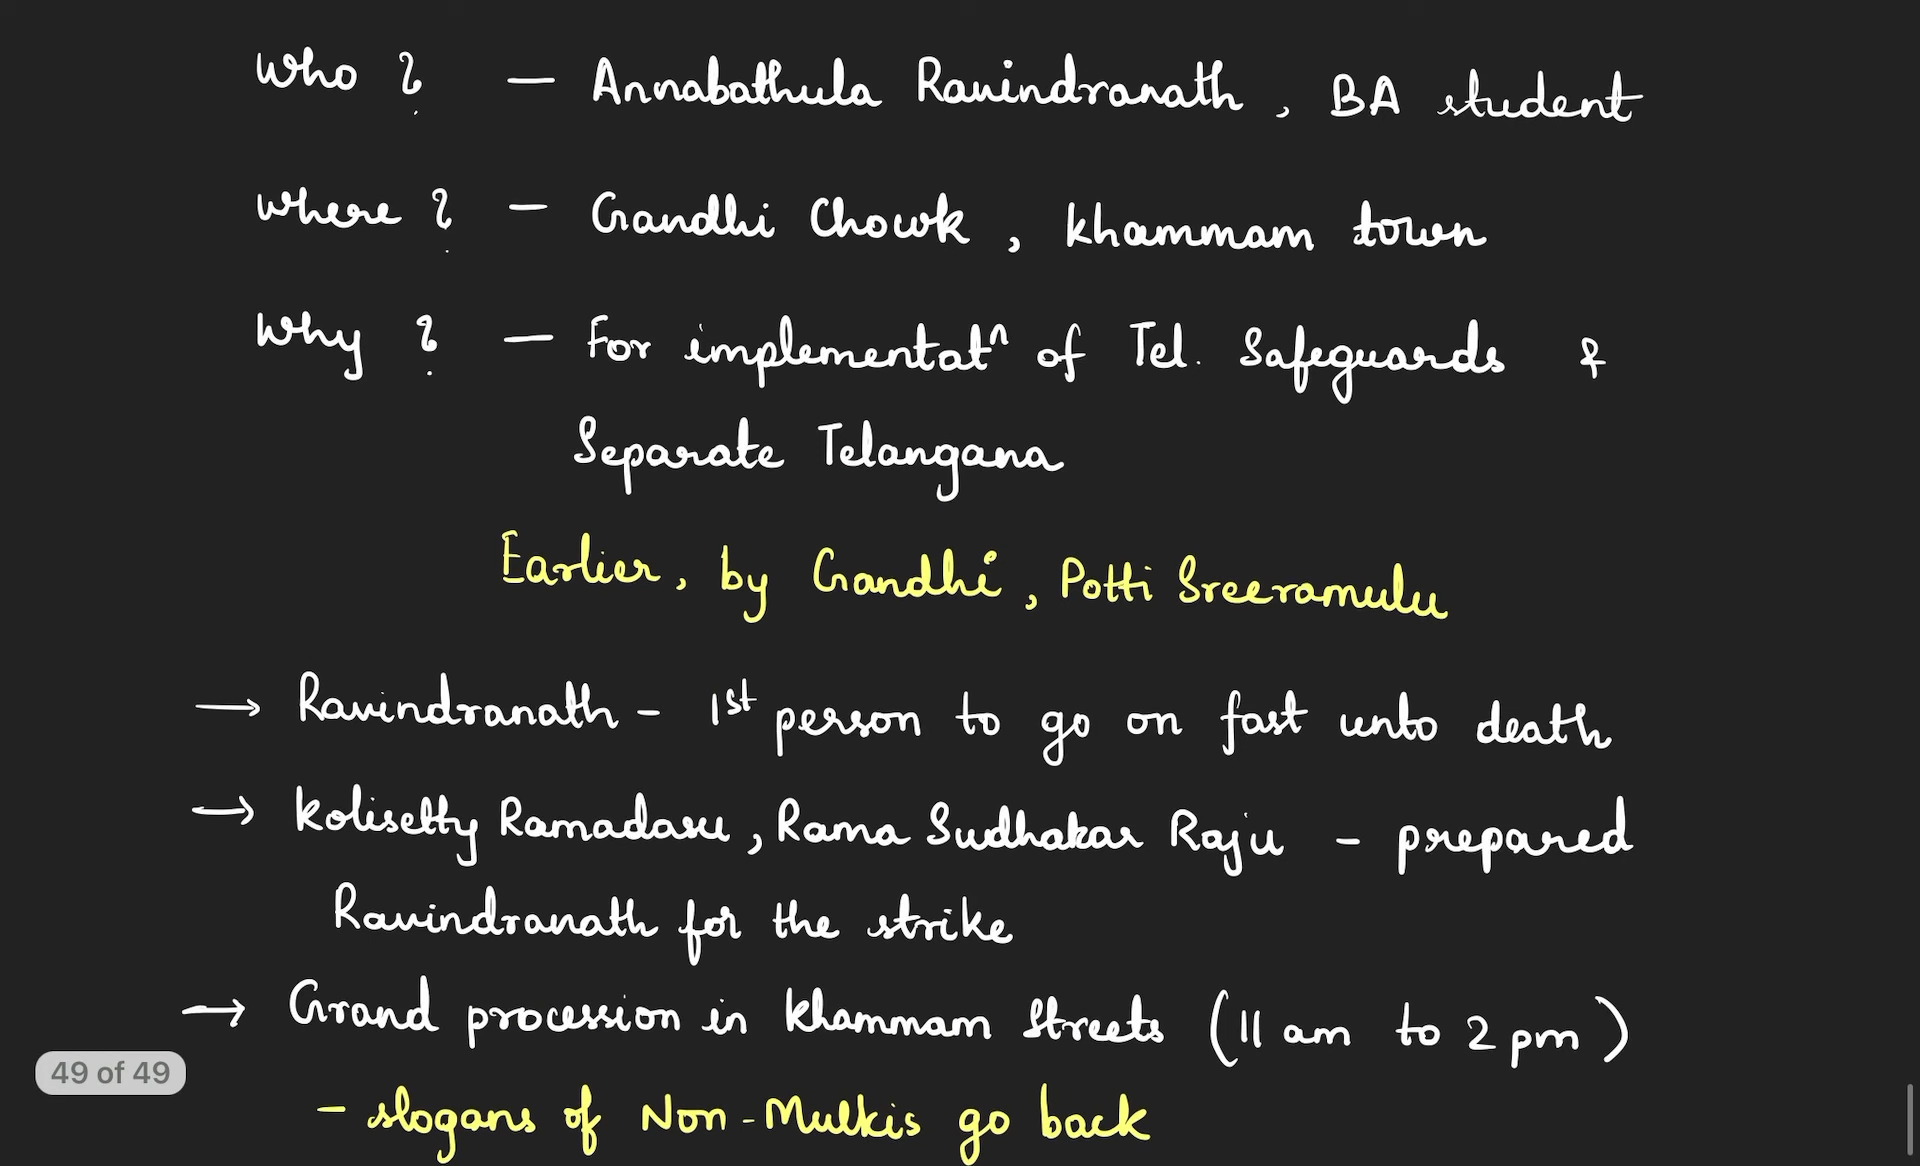 Who ? — Annabathula Ravindranath, BA student
Where ? — Gandhi Chowk, Khammam town
Why ? — For implementatⁿ of Tel. Safeguards &
Separate Telangana
Earlier, by Gandhi, Potti Sreeramulu
→ Ravindranath - 1st person to go on fast unto death
→ Kolisetty Ramadasu, Rama Sudhakar Raju - prepared
Ravindranath for the strike
→ Grand procession in Khammam Streets (11 am to 2 pm)
49 of 49
- slogans of Non-Mulkis go back